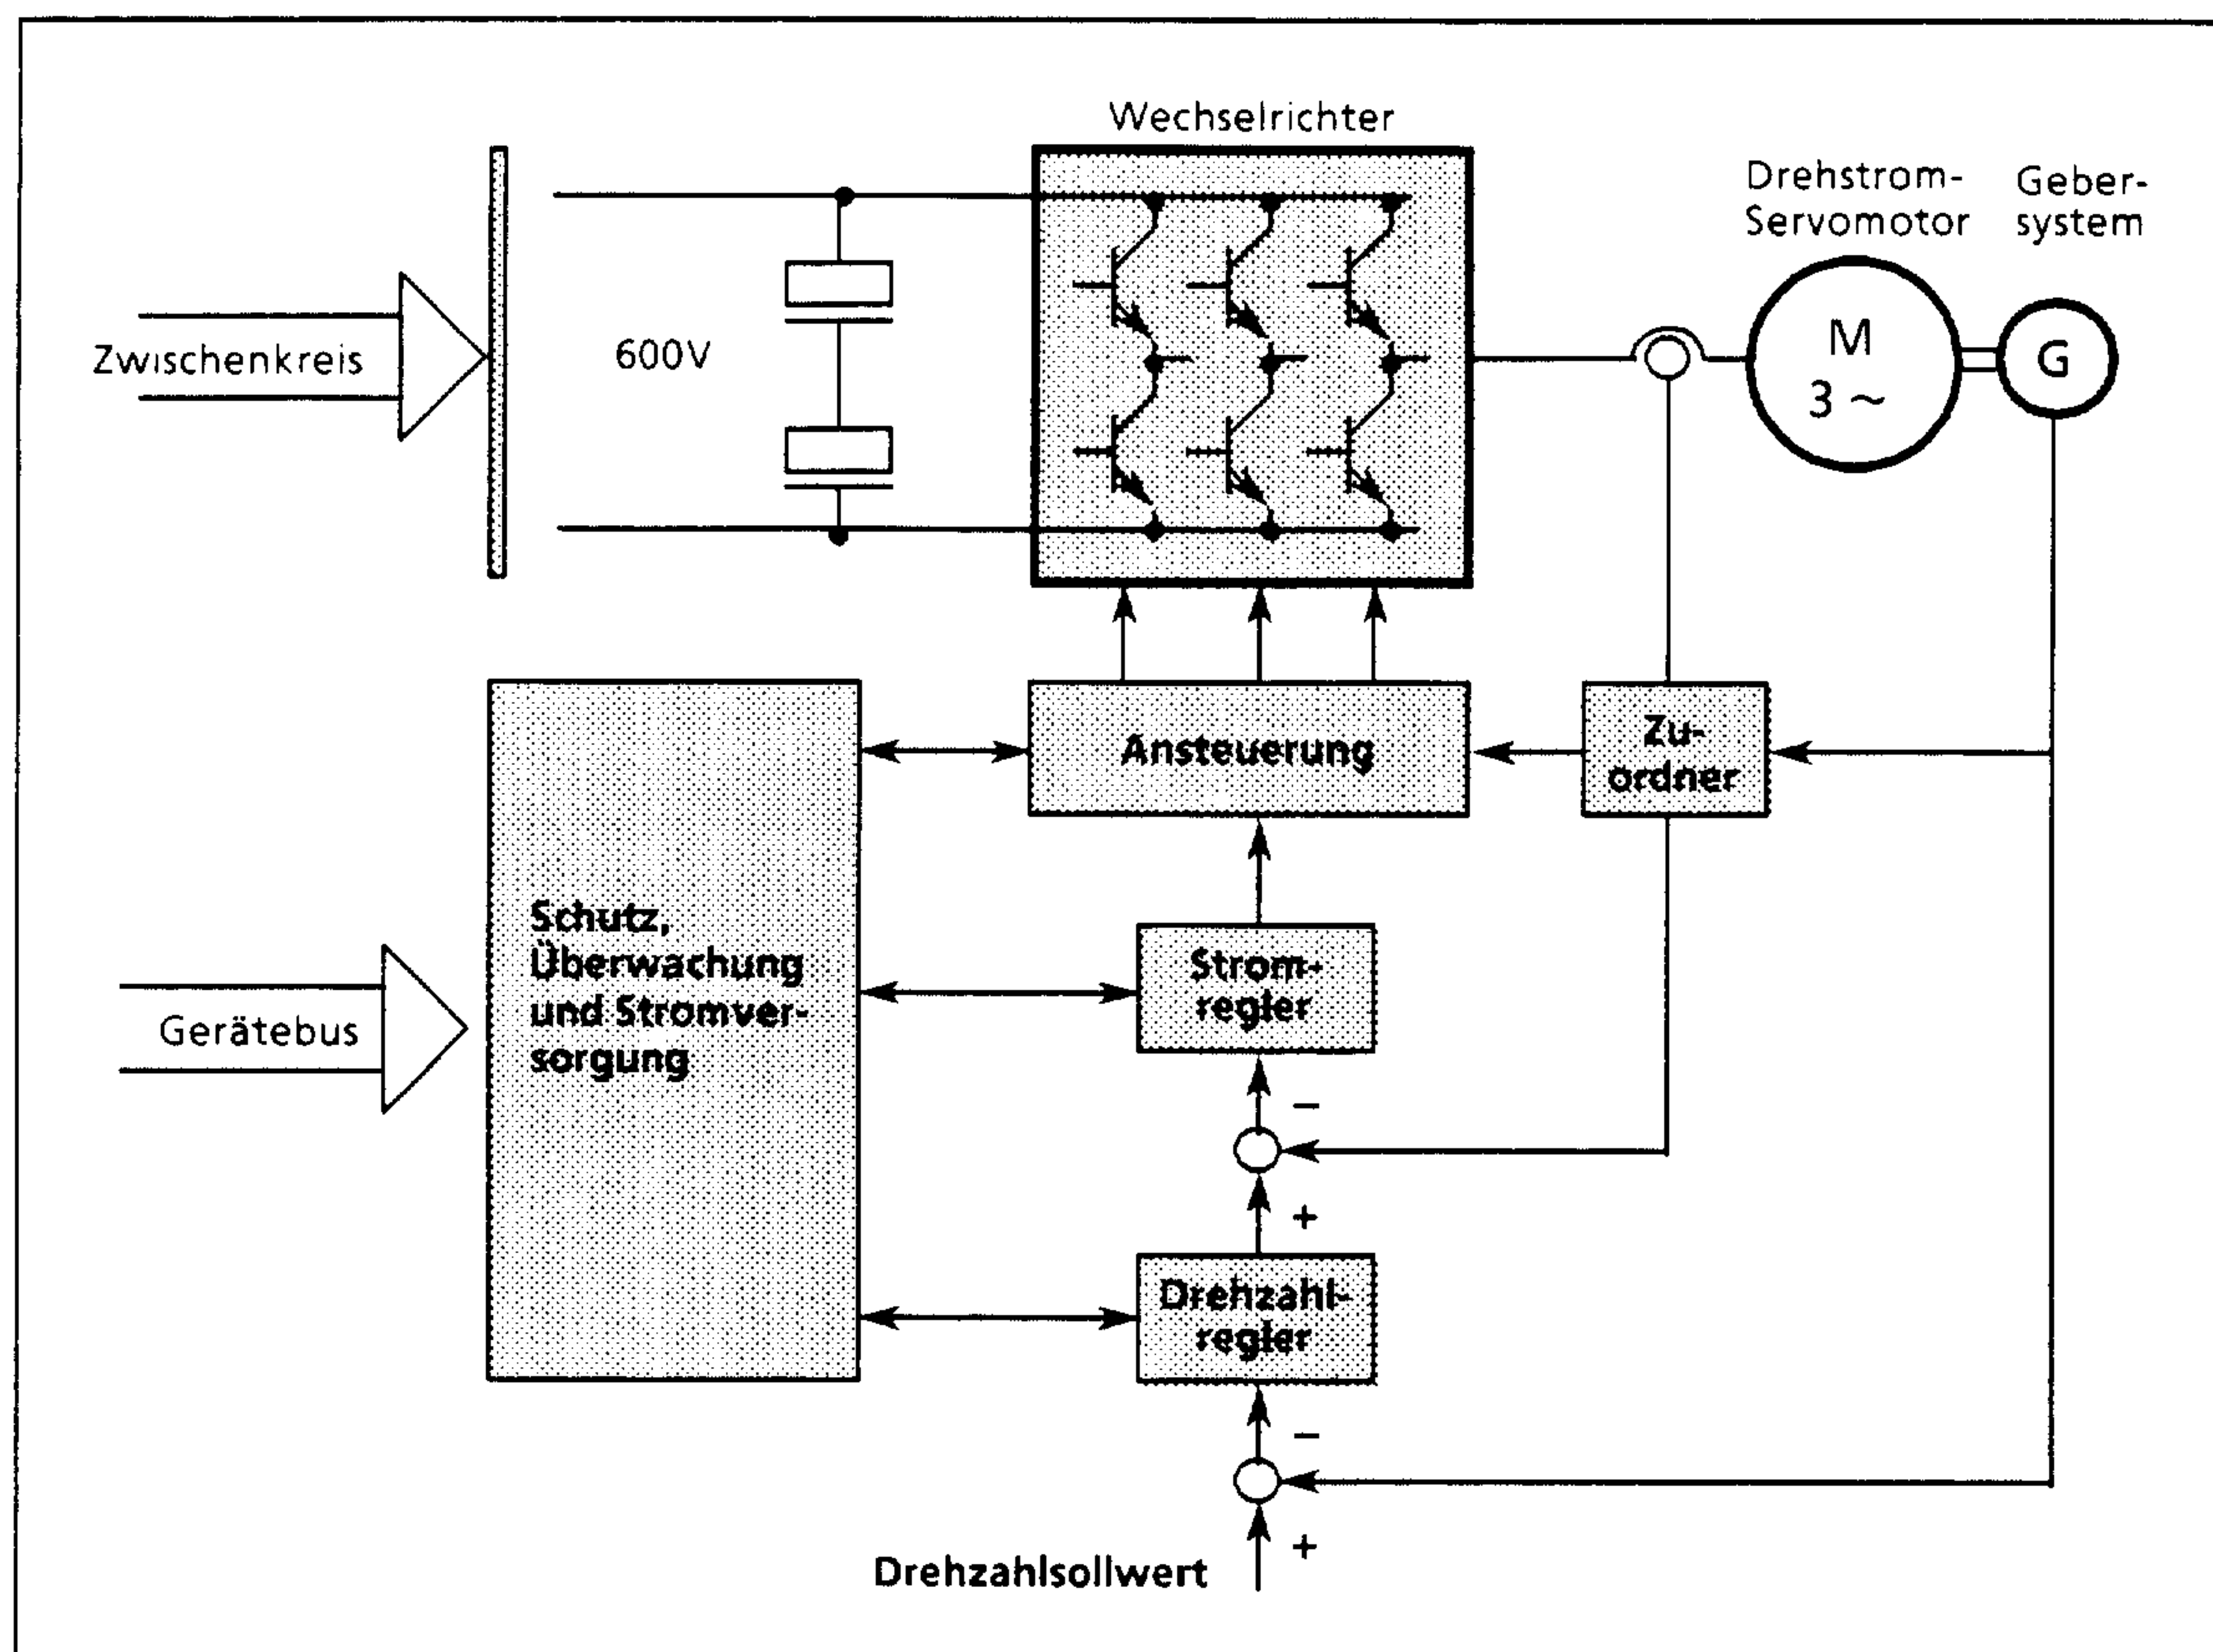 Wechselrichter
Drehstrom-
Servomotor
Geber-
system
Zwischenkreis
600V
M
3 ~
G
Ansteuerung
Zu-
ordner
Schutz,
Überwachung
und Stromver-
sorgung
Strom-
regler
Gerätebus
−
+
Drehzahl-
regler
−
+
Drehzahlsollwert